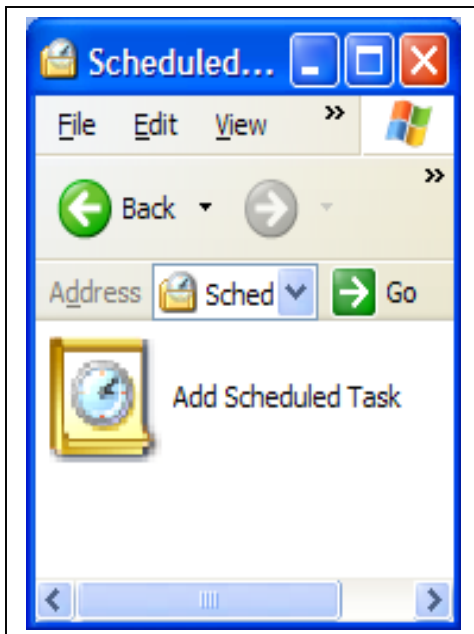 Scheduled...
File Edit View »
Back »
Address Sched Go
Add Scheduled Task